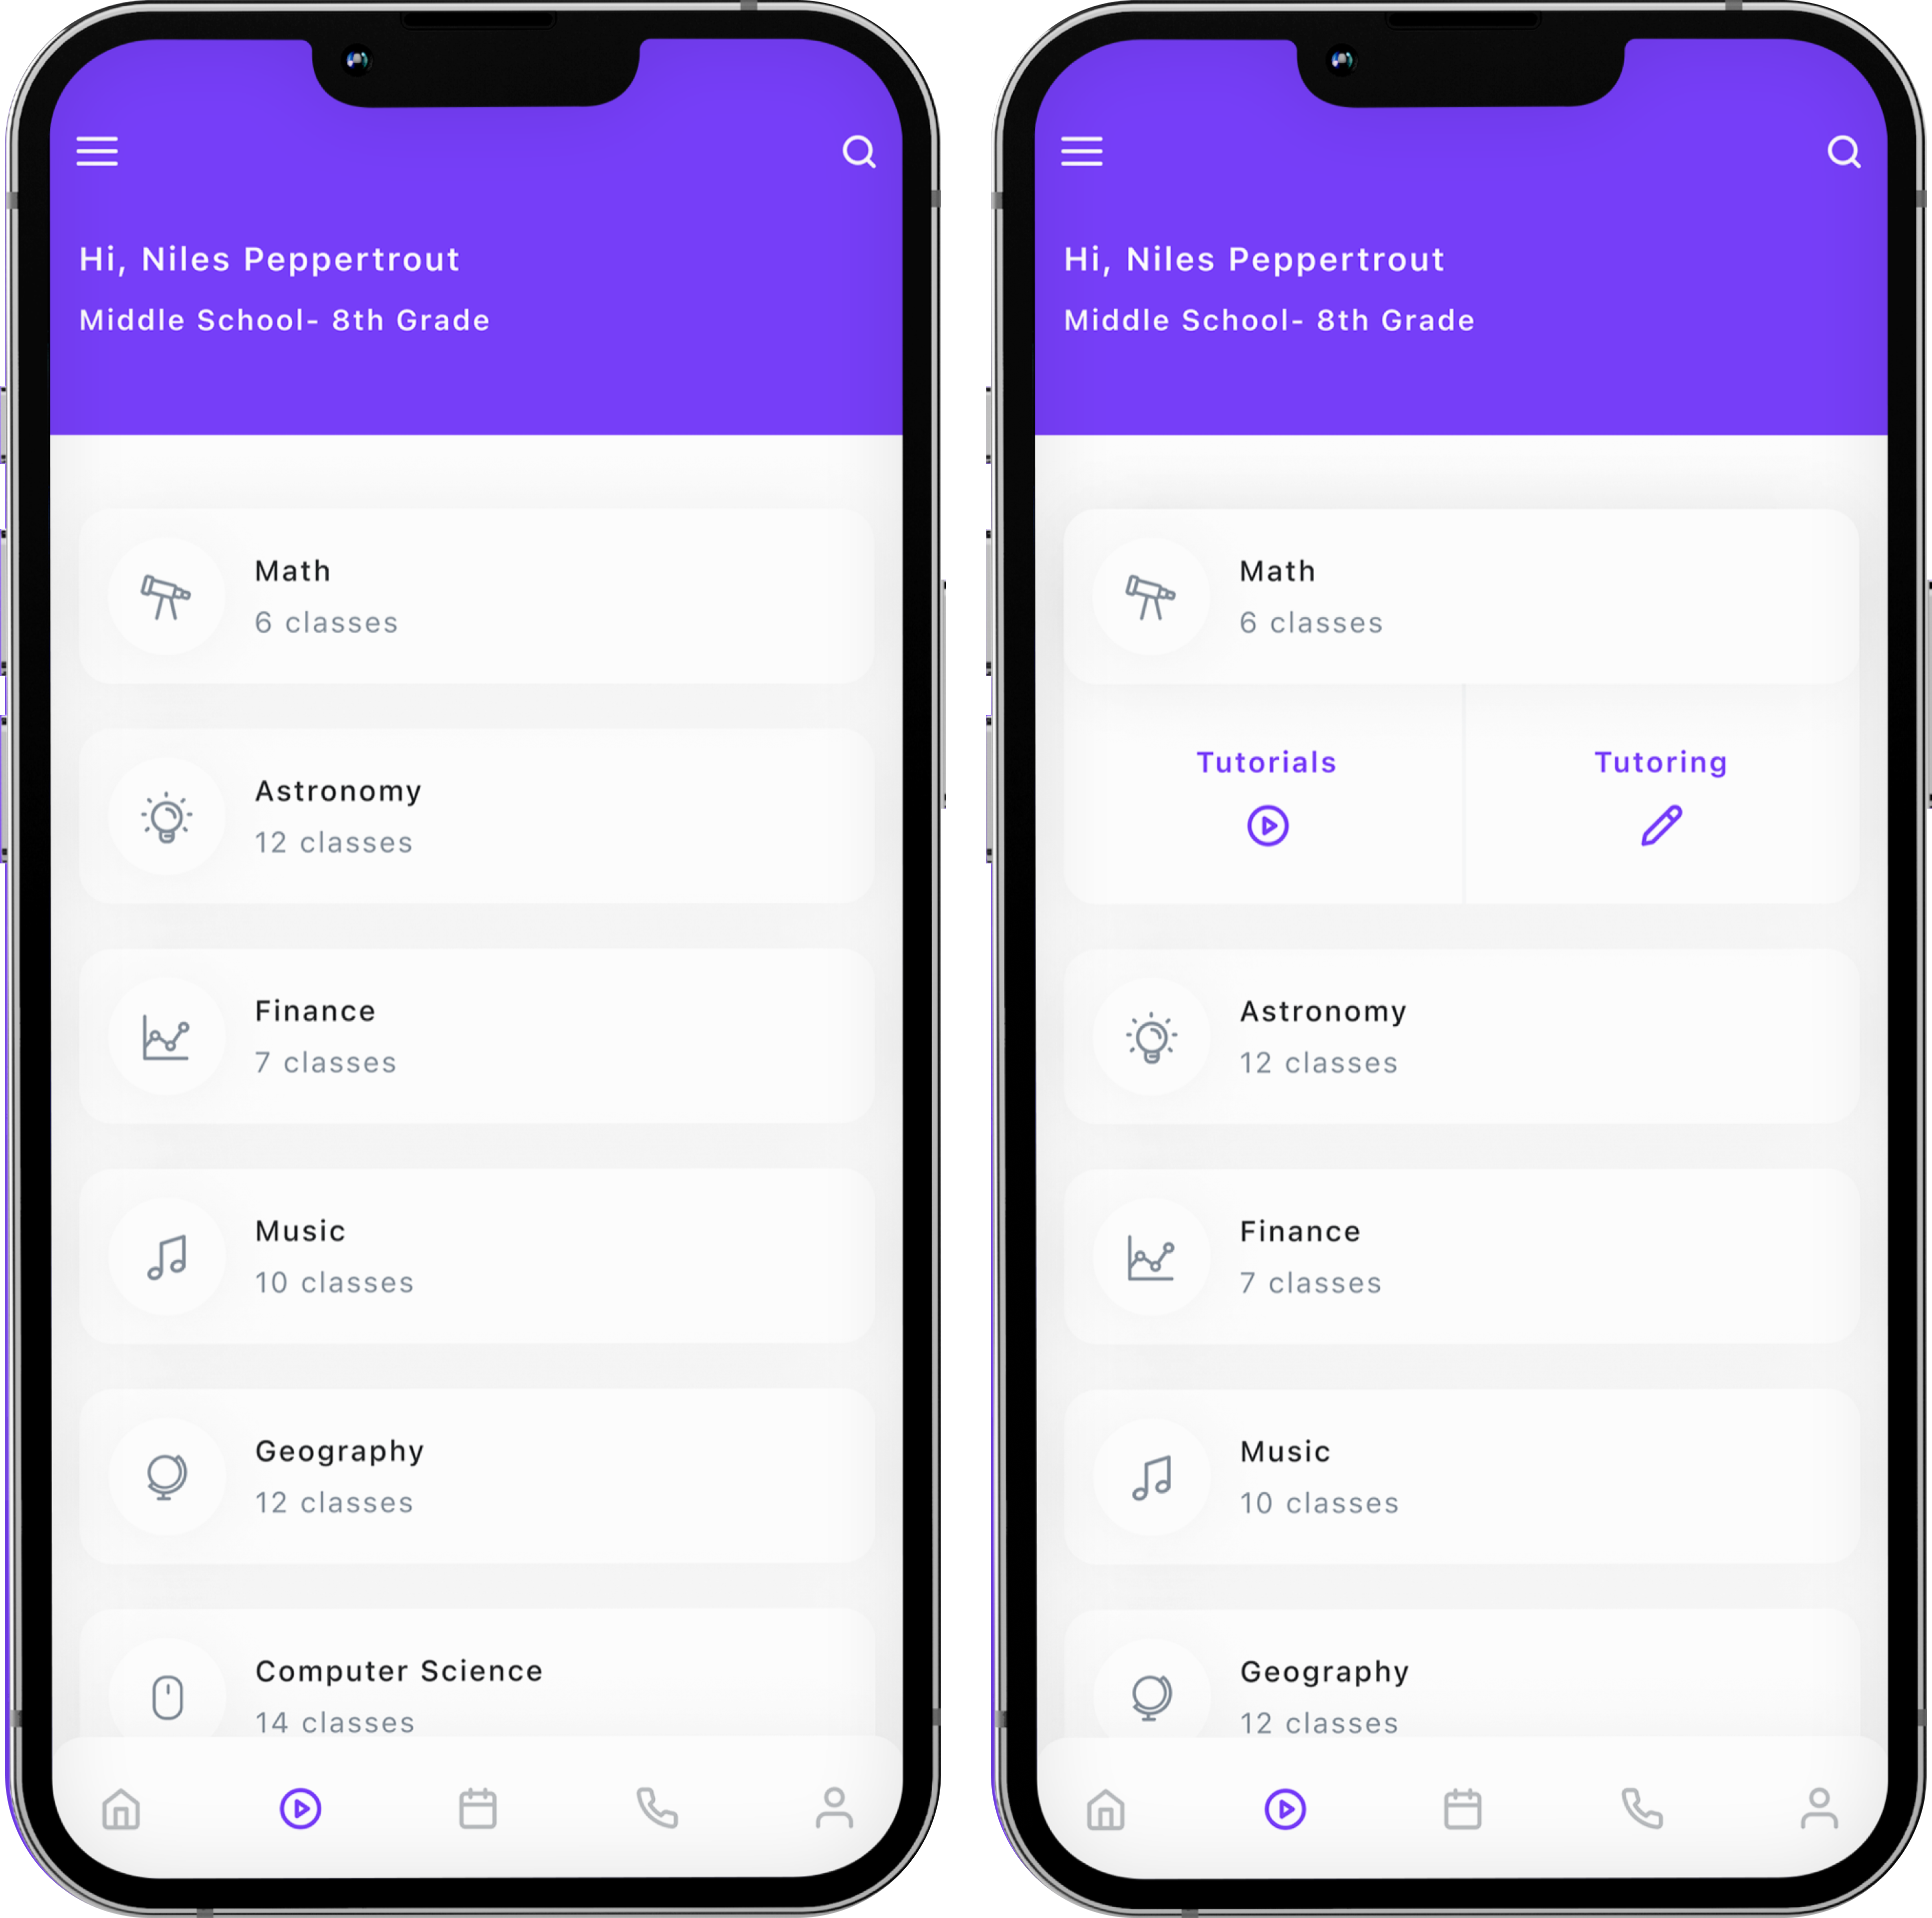 Hi, Niles Peppertrout
Middle School- 8th Grade
Math
6 classes
Astronomy
12 classes
Finance
7 classes
Music
10 classes
Geography
12 classes
Computer Science
14 classes
Hi, Niles Peppertrout
Middle School- 8th Grade
Math
6 classes
Tutorials
Tutoring
Astronomy
12 classes
Finance
7 classes
Music
10 classes
Geography
12 classes